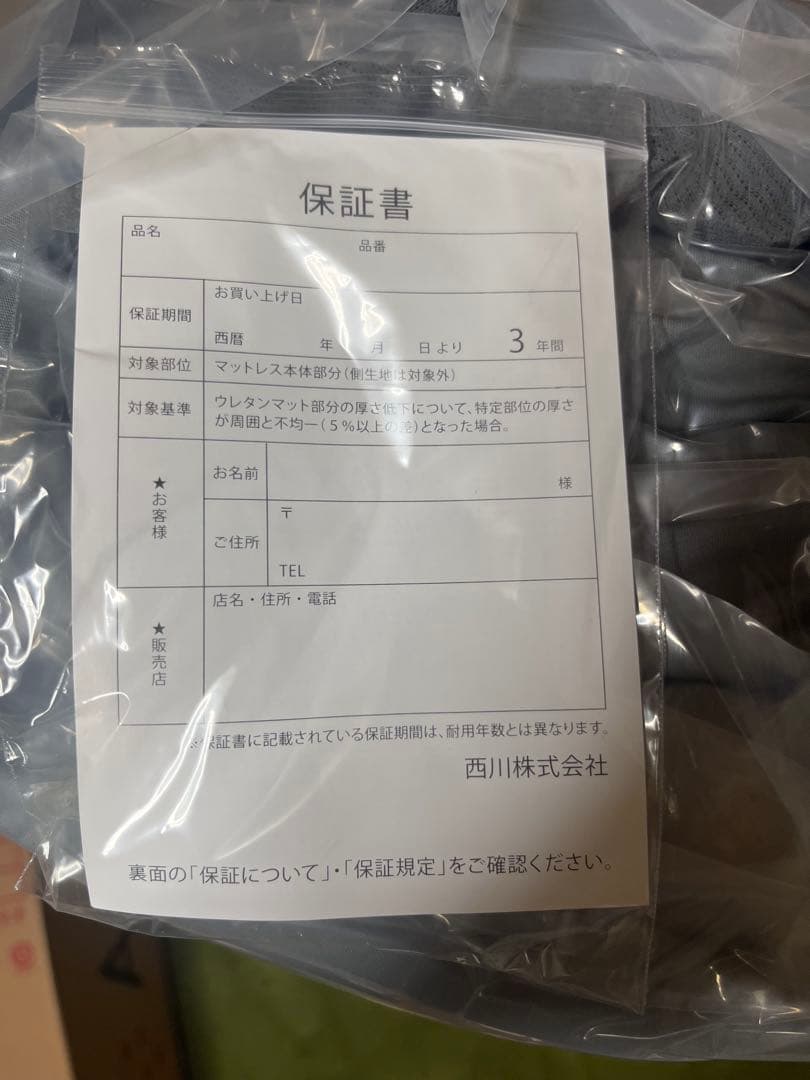 保証書
品名 品番
保証期間 お買い上げ日
西暦 年 月 日より 3 年間
対象部位 マットレス本体部分(側生地は対象外)
対象基準 ウレタンマット部分の厚さ低下について、特定部位の厚さ
が周囲と不均一(5%以上の差)となった場合。
★お客様
お名前 様
ご住所 〒
TEL
★販売店
店名・住所・電話
※保証書に記載されている保証期間は、耐用年数とは異なります。
西川株式会社
裏面の「保証について」・「保証規定」をご確認ください。